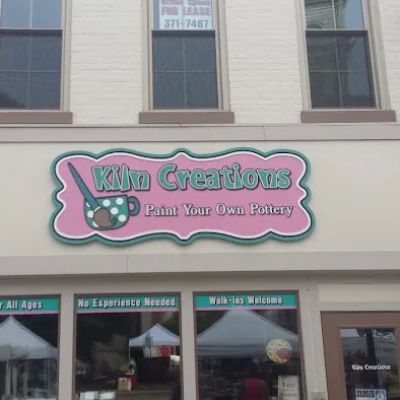 FOR LEASE
371-7487
Kiln Creations
Paint Your Own Pottery
r All Ages
No Experience Needed
Walk-ins Welcome
Kiln Creations
CLOSED